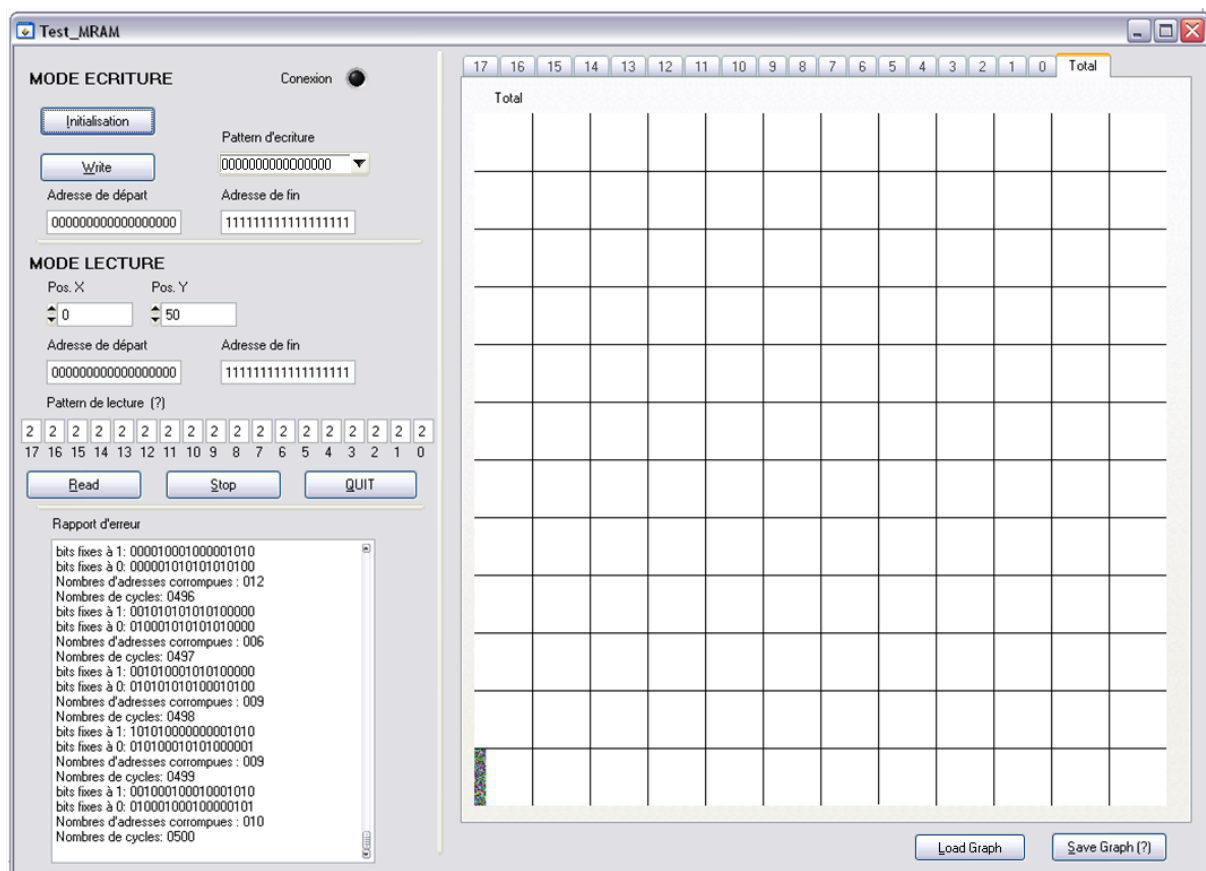 Test_MRAM
MODE ECRITURE
Conexion
Initialisation
Pattern d'ecriture
Write
0000000000000000
Adresse de départ
Adresse de fin
000000000000000000
111111111111111111
MODE LECTURE
Pos. X
Pos. Y
0
50
Adresse de départ
Adresse de fin
000000000000000000
111111111111111111
Pattern de lecture (?)
2 2 2 2 2 2 2 2 2 2 2 2 2 2 2 2 2 2
17 16 15 14 13 12 11 10 9 8 7 6 5 4 3 2 1 0
Read
Stop
QUIT
Rapport d'erreur
bits fixes à 1: 000010001000001010
bits fixes à 0: 000001010101010100
Nombres d'adresses corrompues : 012
Nombres de cycles: 0496
bits fixes à 1: 001010101010100000
bits fixes à 0: 010001010101010000
Nombres d'adresses corrompues : 006
Nombres de cycles: 0497
bits fixes à 1: 001010001010100000
bits fixes à 0: 010101010100010100
Nombres d'adresses corrompues : 009
Nombres de cycles: 0498
bits fixes à 1: 101010000000001010
bits fixes à 0: 010100010101000001
Nombres d'adresses corrompues : 009
Nombres de cycles: 0499
bits fixes à 1: 001000100010001010
bits fixes à 0: 010001000100000101
Nombres d'adresses corrompues : 010
Nombres de cycles: 0500
17 16 15 14 13 12 11 10 9 8 7 6 5 4 3 2 1 0 Total
Total
Load Graph
Save Graph (?)